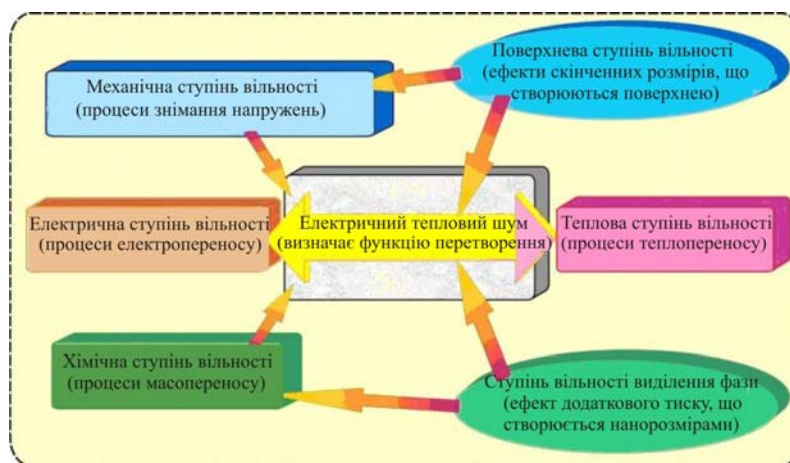 Поверхнева ступінь вільності
(ефекти скінченних розмірів, що
створюються поверхнею)
Механічна ступінь вільності
(процеси знімання напружень)
Електрична ступінь вільності
(процеси електропереносу)
Електричний тепловий шум
(визначає функцію перетворення)
Теплова ступінь вільності
(процеси теплопереносу)
Хімічна ступінь вільності
(процеси масопереносу)
Ступінь вільності виділення фази
(ефект додаткового тиску, що
створюється нанорозмірами)